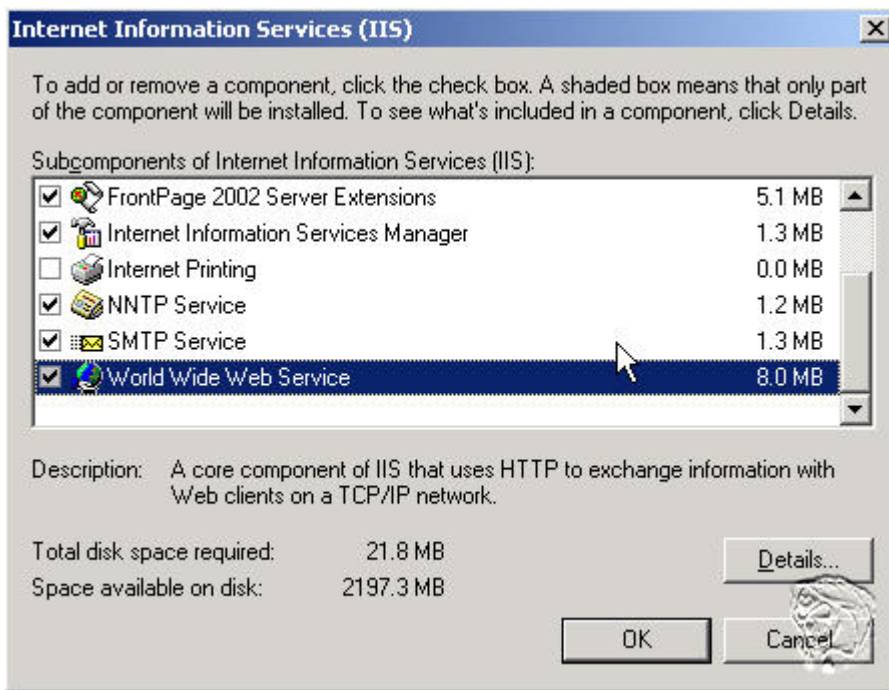 Internet Information Services (IIS)
To add or remove a component, click the check box. A shaded box means that only part
of the component will be installed. To see what's included in a component, click Details.
Subcomponents of Internet Information Services (IIS):
FrontPage 2002 Server Extensions 5.1 MB
Internet Information Services Manager 1.3 MB
Internet Printing 0.0 MB
NNTP Service 1.2 MB
SMTP Service 1.3 MB
World Wide Web Service 8.0 MB
Description: A core component of IIS that uses HTTP to exchange information with
Web clients on a TCP/IP network.
Total disk space required: 21.8 MB
Space available on disk: 2197.3 MB
Details...
OK Cancel